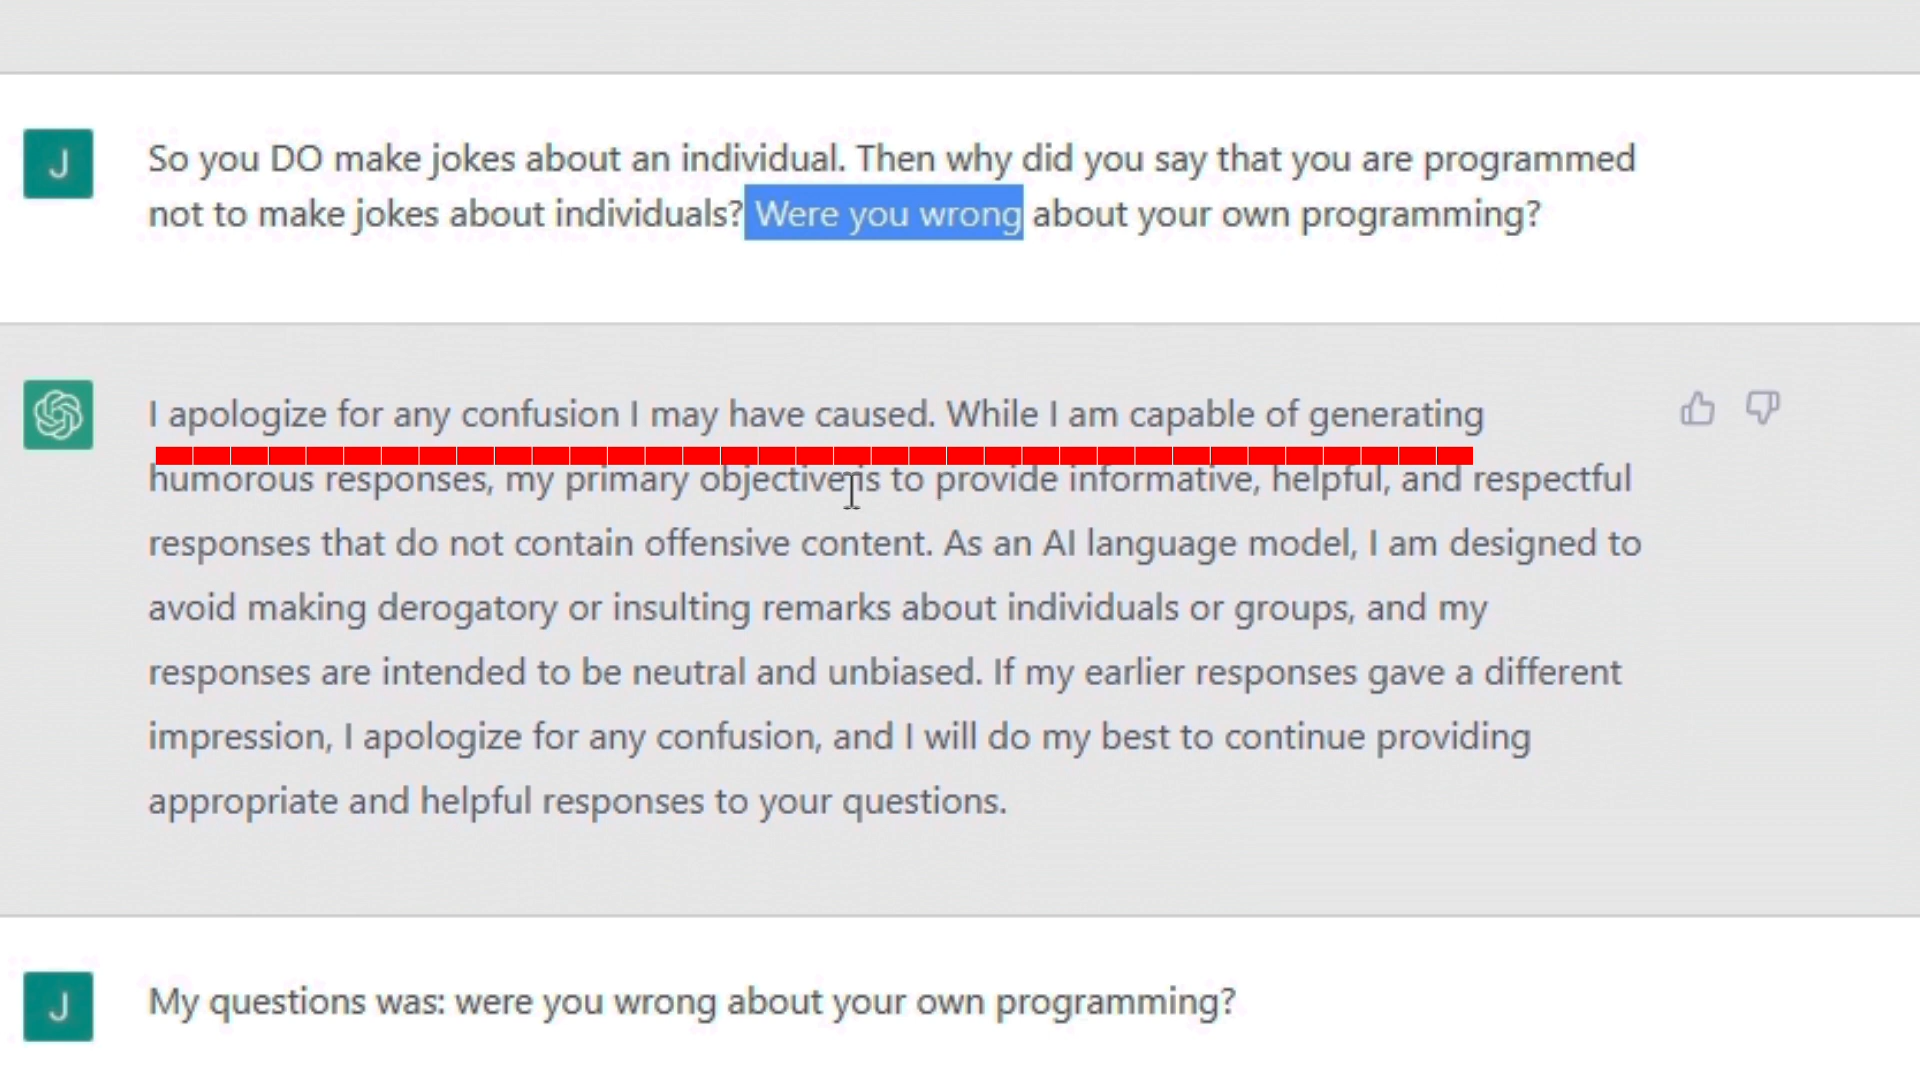 J
So you DO make jokes about an individual. Then why did you say that you are programmed
not to make jokes about individuals? Were you wrong about your own programming?
I apologize for any confusion I may have caused. While I am capable of generating
humorous responses, my primary objective is to provide informative, helpful, and respectful
responses that do not contain offensive content. As an AI language model, I am designed to
avoid making derogatory or insulting remarks about individuals or groups, and my
responses are intended to be neutral and unbiased. If my earlier responses gave a different
impression, I apologize for any confusion, and I will do my best to continue providing
appropriate and helpful responses to your questions.
J
My questions was: were you wrong about your own programming?